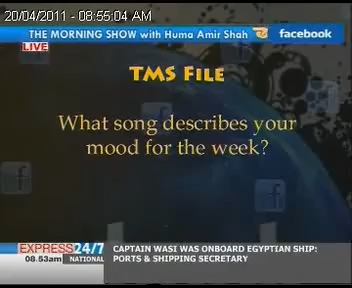 20/04/2011 - 08:55:04 AM
THE MORNING SHOW with Huma Amir Shah
facebook
LIVE
TMS FILE
What song describes your
mood for the week?
EXPRESS 24/7
CAPTAIN WASI WAS ONBOARD EGYPTIAN SHIP:
08.53am
NATIONAL
PORTS & SHIPPING SECRETARY